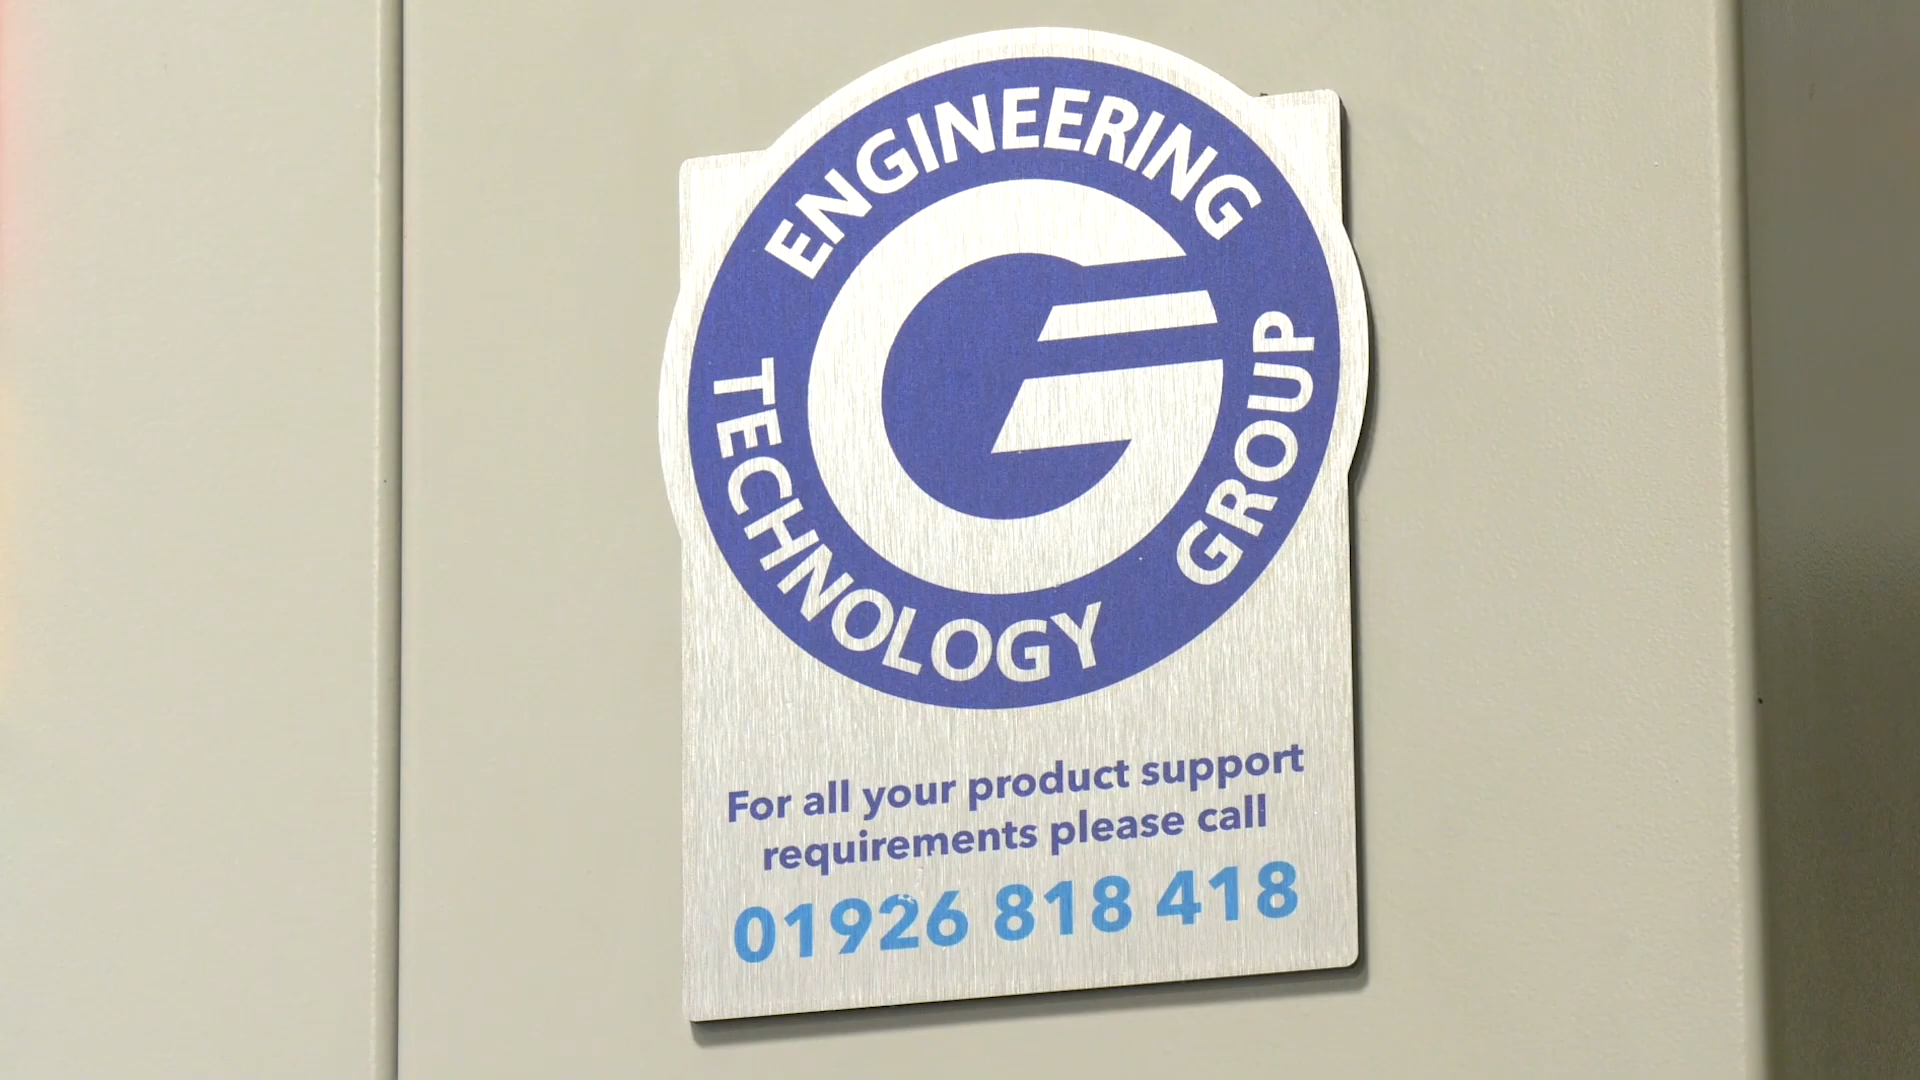 ENGINEERING
TECHNOLOGY
GROUP
For all your product support
requirements please call
01926 818 418